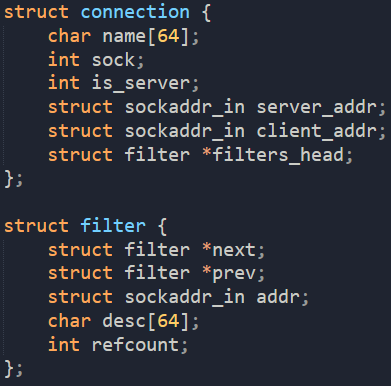 struct connection {
    char name[64];
    int sock;
    int is_server;
    struct sockaddr_in server_addr;
    struct sockaddr_in client_addr;
    struct filter *filters_head;
};

struct filter {
    struct filter *next;
    struct filter *prev;
    struct sockaddr_in addr;
    char desc[64];
    int refcount;
};